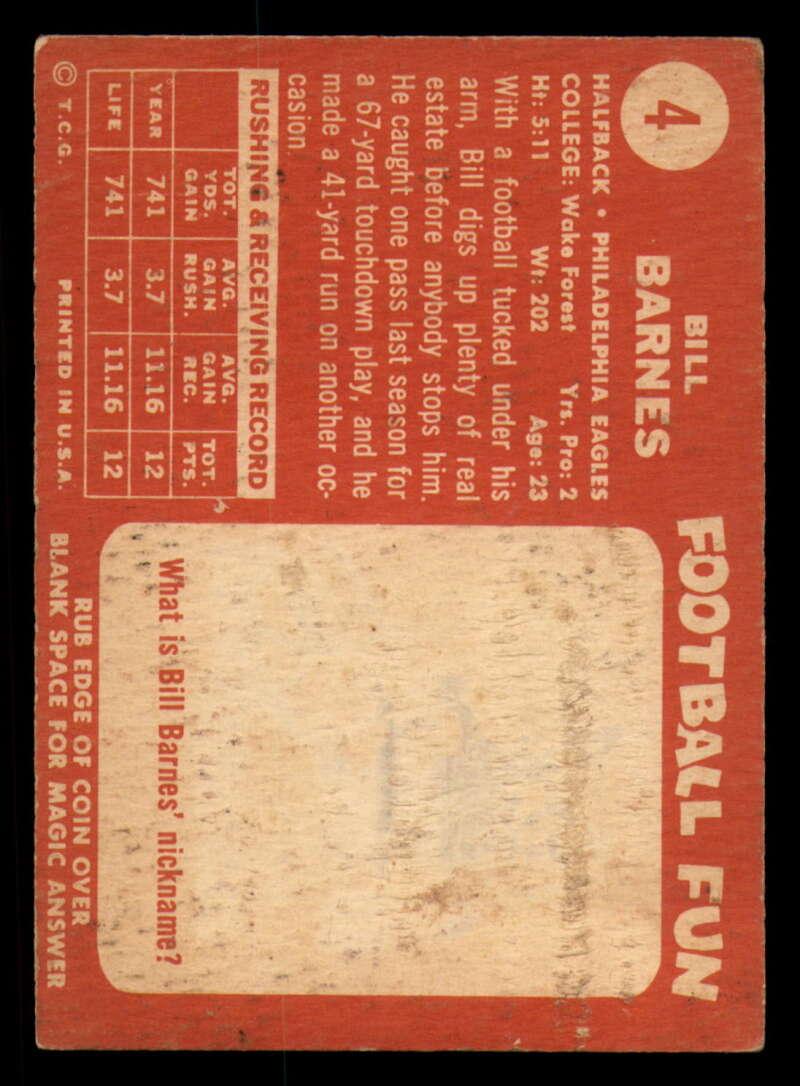 4
BILL
BARNES
HALFBACK • PHILADELPHIA EAGLES
COLLEGE: Wake Forest Yrs. Pro: 2
Hi: 5:11 Wt: 202 Age: 23
With a football tucked under his
arm, Bill digs up plenty of real
estate before anybody stops him.
He caught one pass last season for
a 67-yard touchdown play, and he
made a 41-yard run on another oc-
casion
RUSHING & RECEIVING RECORD
TOT. YDS. GAIN AVG. GAIN RUSH. AVG. GAIN REC. TOT. PTS.
YEAR 741 3.7 11.16 12
LIFE 741 3.7 11.16 12
© T.C.G. PRINTED IN U.S.A.
FOOTBALL FUN
What is Bill Barnes' nickname?
RUB EDGE OF COIN OVER
BLANK SPACE FOR MAGIC ANSWER